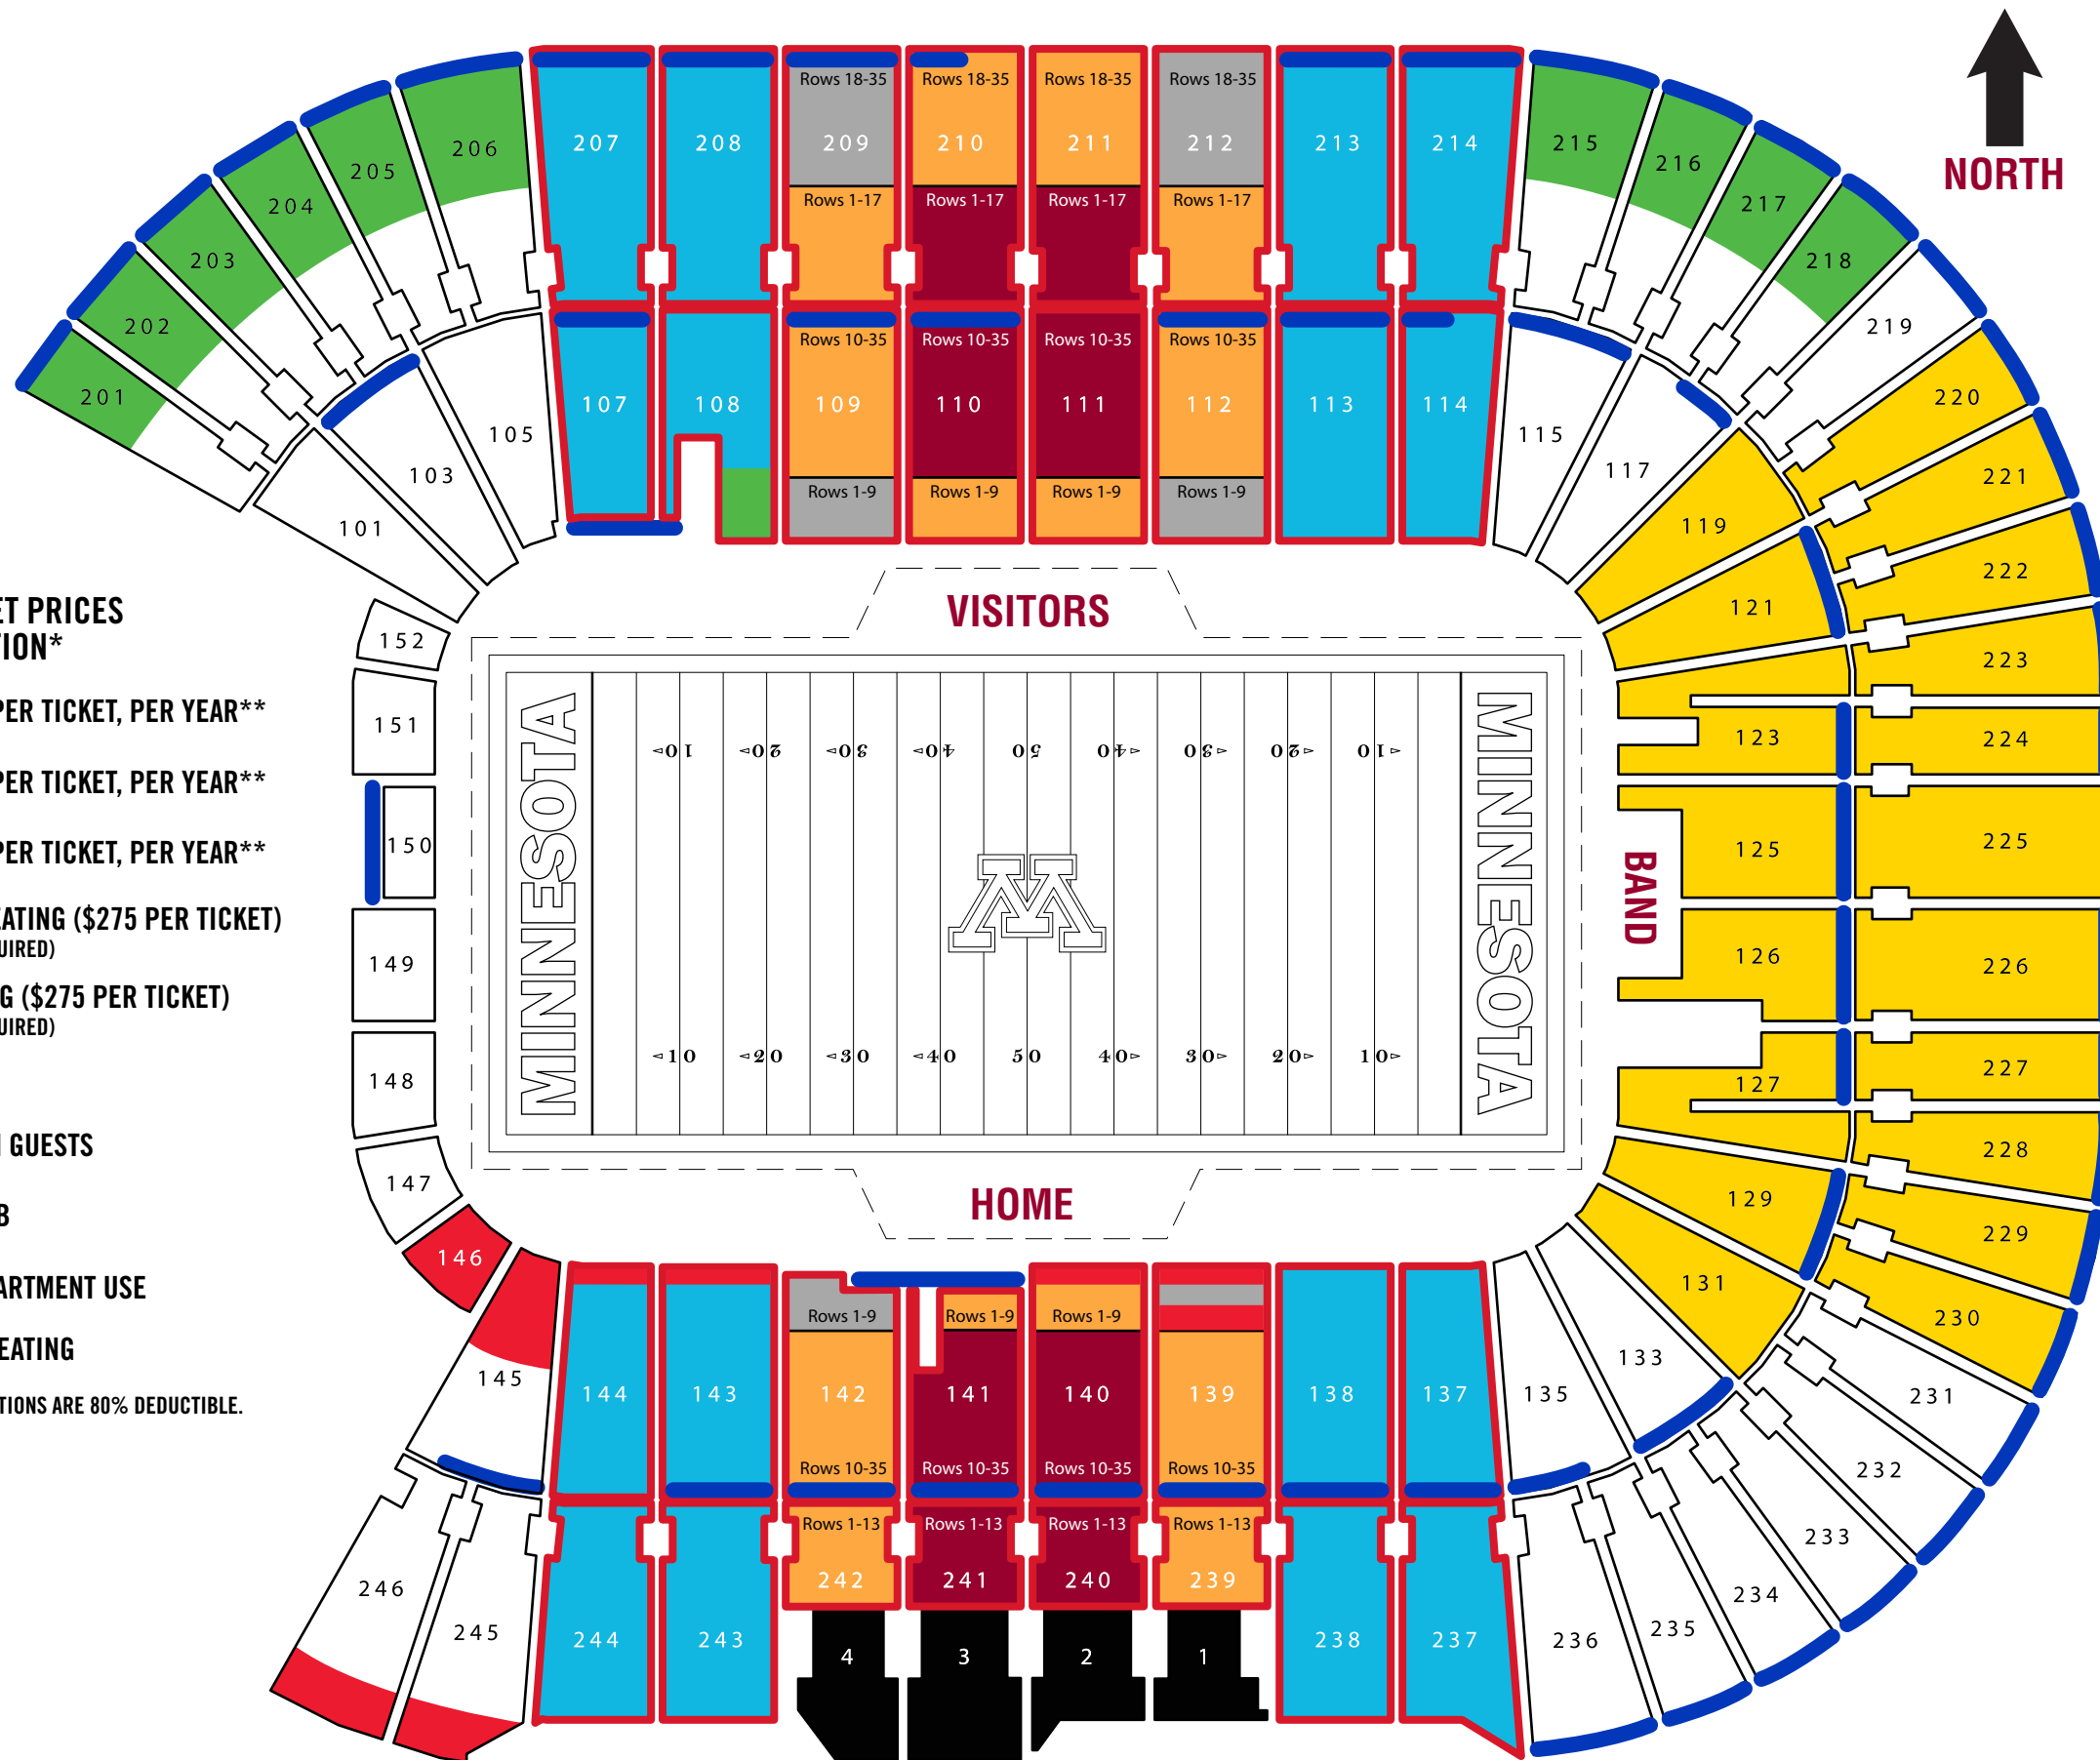 NORTH
Rows 18-35
Rows 18-35
Rows 18-35
Rows 18-35
206 207 208 209 210 211 212 213 214 215
205 216
204 217
203 218
202 219
201 220
Rows 1-17
Rows 1-17
Rows 1-17
Rows 1-17
Rows 10-35
Rows 10-35
Rows 10-35
Rows 10-35
107 108 109 110 111 112 113 114
105 115
103 117
101 119
Rows 1-9
Rows 1-9
Rows 1-9
Rows 1-9
221
222
121
223
123 224
125 225
126 226
127 227
228
129 229
131 230
133 231
135 232
233
234
235
236
BAND
VISITORS
152
151
150
149
148
147
146
145
MINNESOTA
MINNESOTA
10 20 30 40 50 40 30 20 10
M
10 20 30 40 50 40 30 20 10
HOME
PER TICKET, PER YEAR**
PER TICKET, PER YEAR**
PER TICKET, PER YEAR**
($275 PER TICKET)
($275 PER TICKET)
GUESTS
USE
TIONS ARE 80% DEDUCTIBLE.
Rows 1-9
Rows 1-9
Rows 1-9
144 143 142 141 140 139 138 137
Rows 10-35
Rows 10-35
Rows 10-35
Rows 10-35
Rows 1-13
Rows 1-13
Rows 1-13
Rows 1-13
242 241 240 239
246 245 244 243 238 237
4 3 2 1